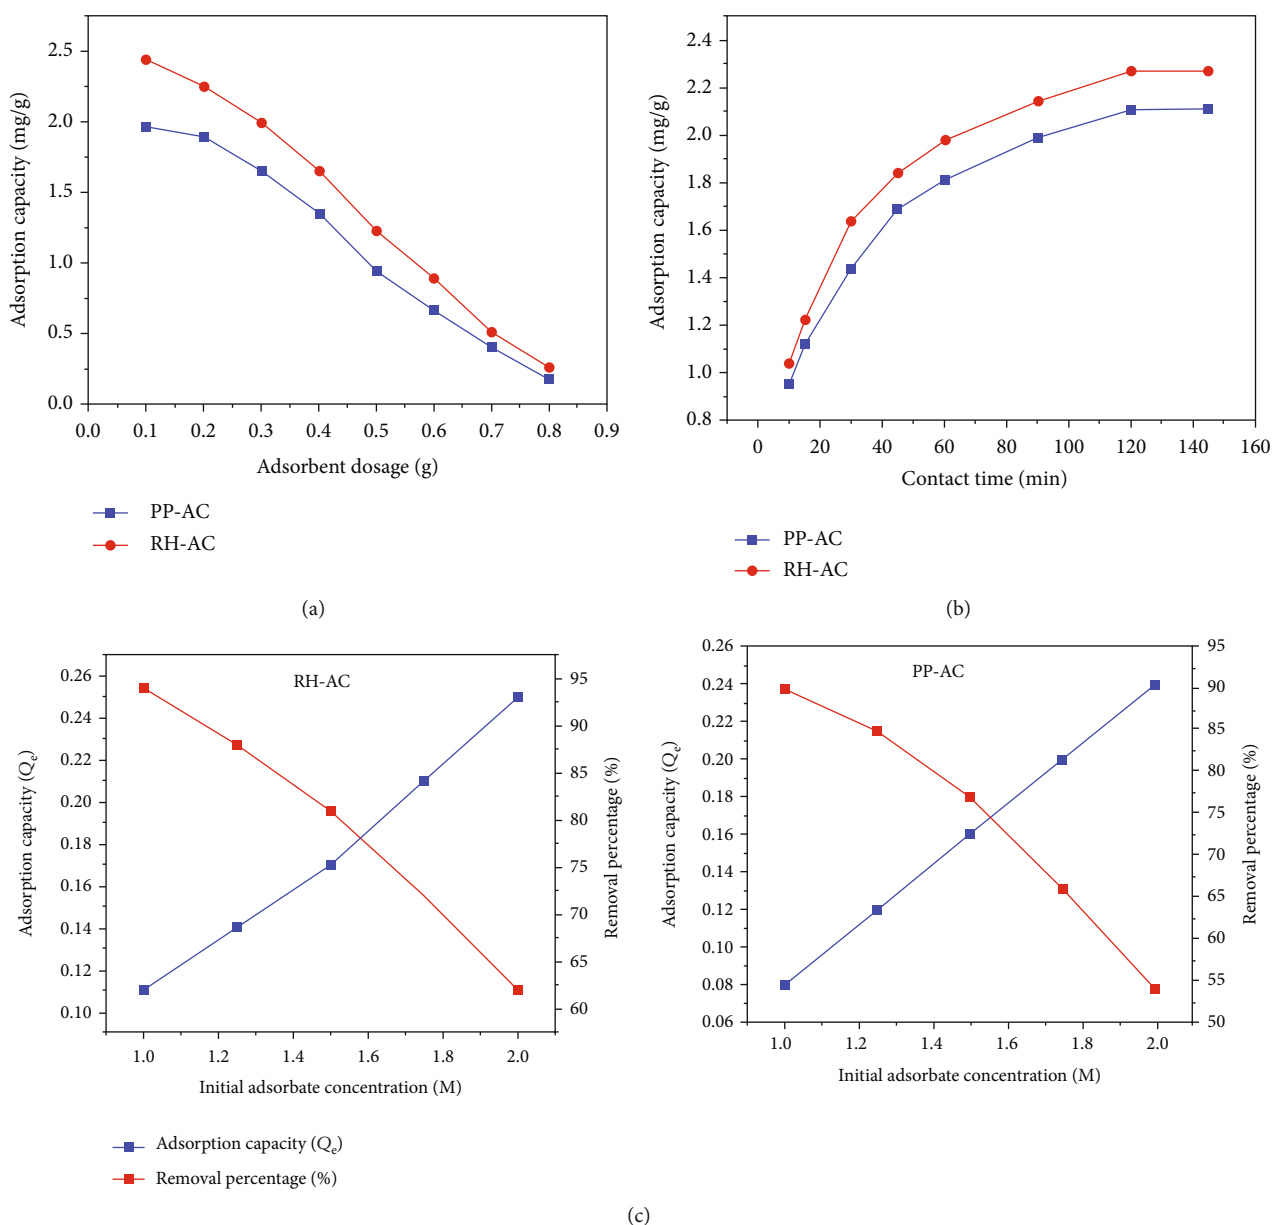 2.5
2.0
1.5
1.0
0.5
0.0
Adsorption capacity (mg/g)
0.0 0.1 0.2 0.3 0.4 0.5 0.6 0.7 0.8 0.9
Adsorbent dosage (g)
PP-AC
RH-AC
(a)
2.4
2.2
2.0
1.8
1.6
1.4
1.2
1.0
0.8
Adsorption capacity (mg/g)
0 20 40 60 80 100 120 140 160
Contact time (min)
PP-AC
RH-AC
(b)
RH-AC
0.26
0.24
0.22
0.20
0.18
0.16
0.14
0.12
0.10
Adsorption capacity (Qe)
95
90
85
80
75
70
65
60
Removal percentage (%)
1.0 1.2 1.4 1.6 1.8 2.0
Initial adsorbate concentration (M)
PP-AC
0.26
0.24
0.22
0.20
0.18
0.16
0.14
0.12
0.10
0.08
0.06
Adsorption capacity (Qe)
95
90
85
80
75
70
65
60
55
50
Removal percentage (%)
1.0 1.2 1.4 1.6 1.8 2.0
Initial adsorbate concentration (M)
Adsorption capacity (Qe)
Removal percentage (%)
(c)